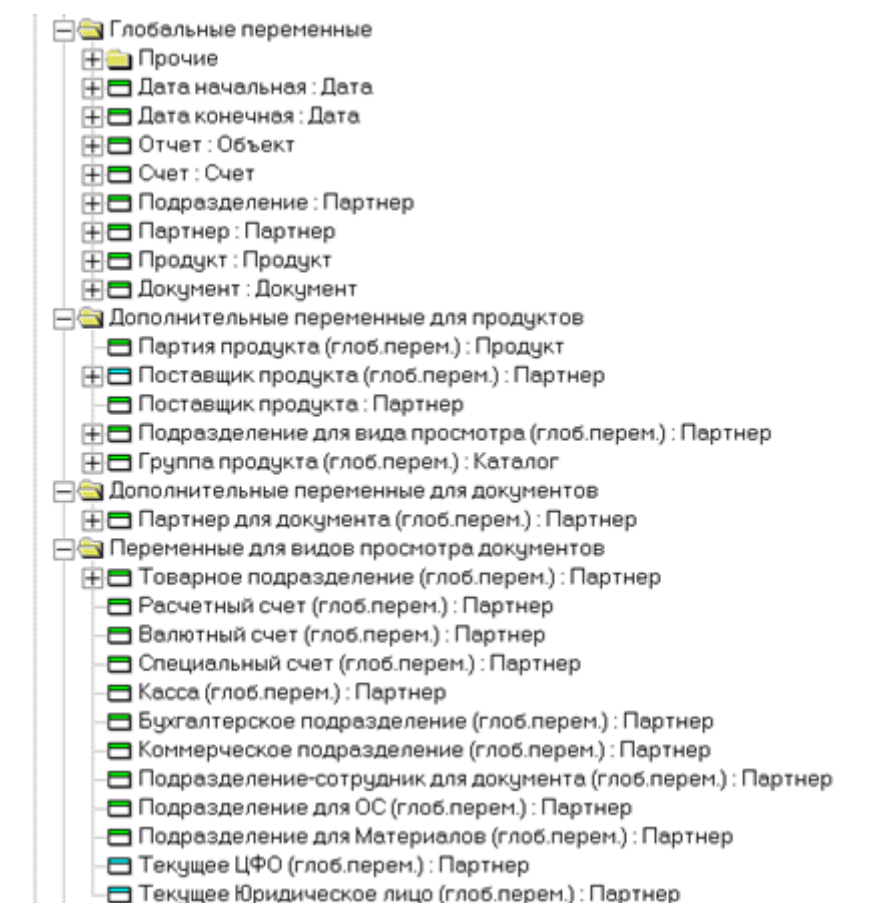 Глобальные переменные
Прочие
Дата начальная : Дата
Дата конечная : Дата
Отчет : Объект
Счет : Счет
Подразделение : Партнер
Партнер : Партнер
Продукт : Продукт
Документ : Документ
Дополнительные переменные для продуктов
Партия продукта (глоб.перем.) : Продукт
Поставщик продукта (глоб.перем.) : Партнер
Поставщик продукта : Партнер
Подразделение для вида просмотра (глоб.перем.) : Партнер
Группа продукта (глоб.перем.) : Каталог
Дополнительные переменные для документов
Партнер для документа (глоб.перем.) : Партнер
Переменные для видов просмотра документов
Товарное подразделение (глоб.перем.) : Партнер
Расчетный счет (глоб.перем.) : Партнер
Валютный счет (глоб.перем.) : Партнер
Специальный счет (глоб.перем.) : Партнер
Касса (глоб.перем.) : Партнер
Бухгалтерское подразделение (глоб.перем.) : Партнер
Коммерческое подразделение (глоб.перем.) : Партнер
Подразделение-сотрудник для документа (глоб.перем.) : Партнер
Подразделение для ОС (глоб.перем.) : Партнер
Подразделение для Материалов (глоб.перем.) : Партнер
Текущее ЦФО (глоб.перем.) : Партнер
Текущее Юридическое лицо (глоб.перем.) : Партнер